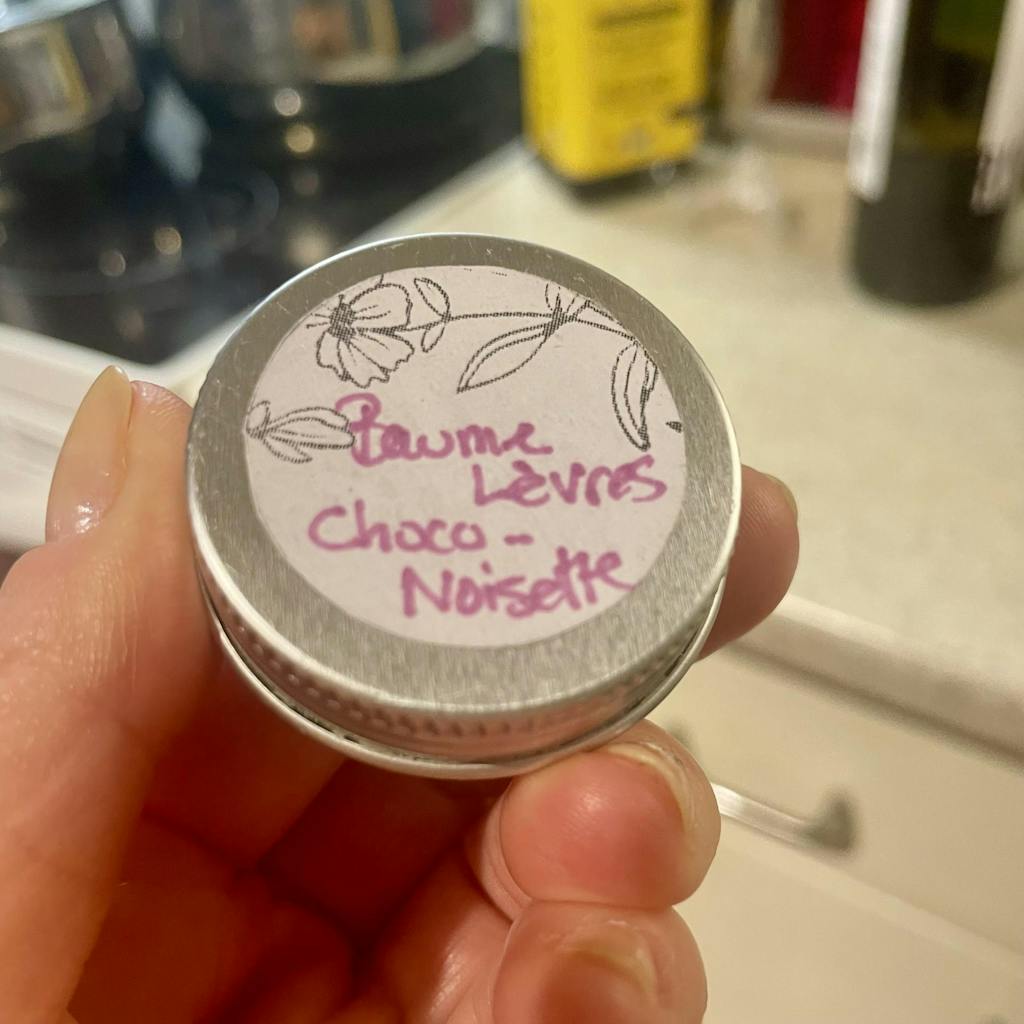 Baume
Lèvres
Choco-
Noisette